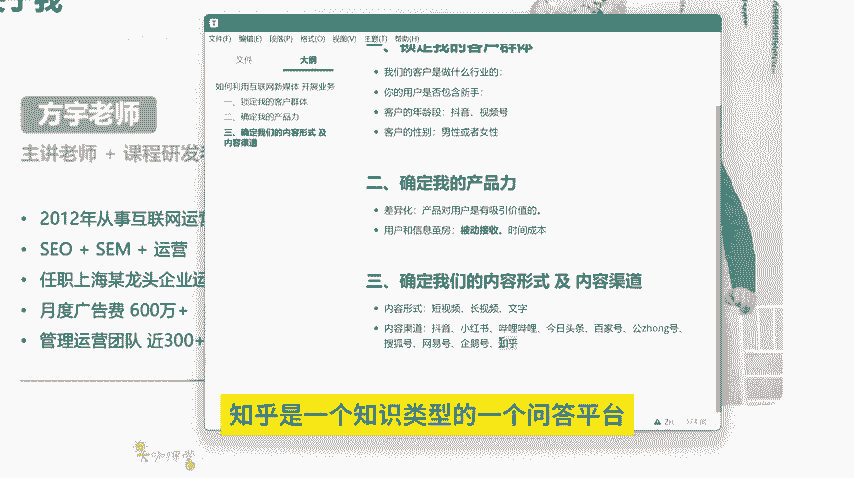 于我
方宇老师
主讲老师 + 课程研发
• 2012年从事互联网运营
• SEO + SEM + 运营
• 任职上海某龙头企业运
• 月度广告费 600万+
• 管理运营团队 近300+
T
文件(F) 编辑(E) 段落(P) 格式(O) 视图(V) 主题(T) 帮助(H)
文件 大纲
如何利用互联网新媒体 开展业务
一、锁定我的客户群体
二、确定我的产品力
三、确定我们的内容形式 及
内容渠道
一、锁定我的客户群体
• 我们的客户是做什么行业的;
• 你的用户是否包含新手;
• 客户的年龄段：抖音、视频号
• 客户的性别：男性或者女性
二、确定我的产品力
• 差异化：产品对用户是有吸引价值的。
• 用户和信息茧房：被动接收。时间成本
三、确定我们的内容形式 及 内容渠道
• 内容形式：短视频、长视频、文字
• 内容渠道：抖音、小红书、哔哩哔哩、今日头条、百家号、公zhong号、
搜狐号、网易号、企鹅号、知乎
知乎是一个知识类型的一个问答平台